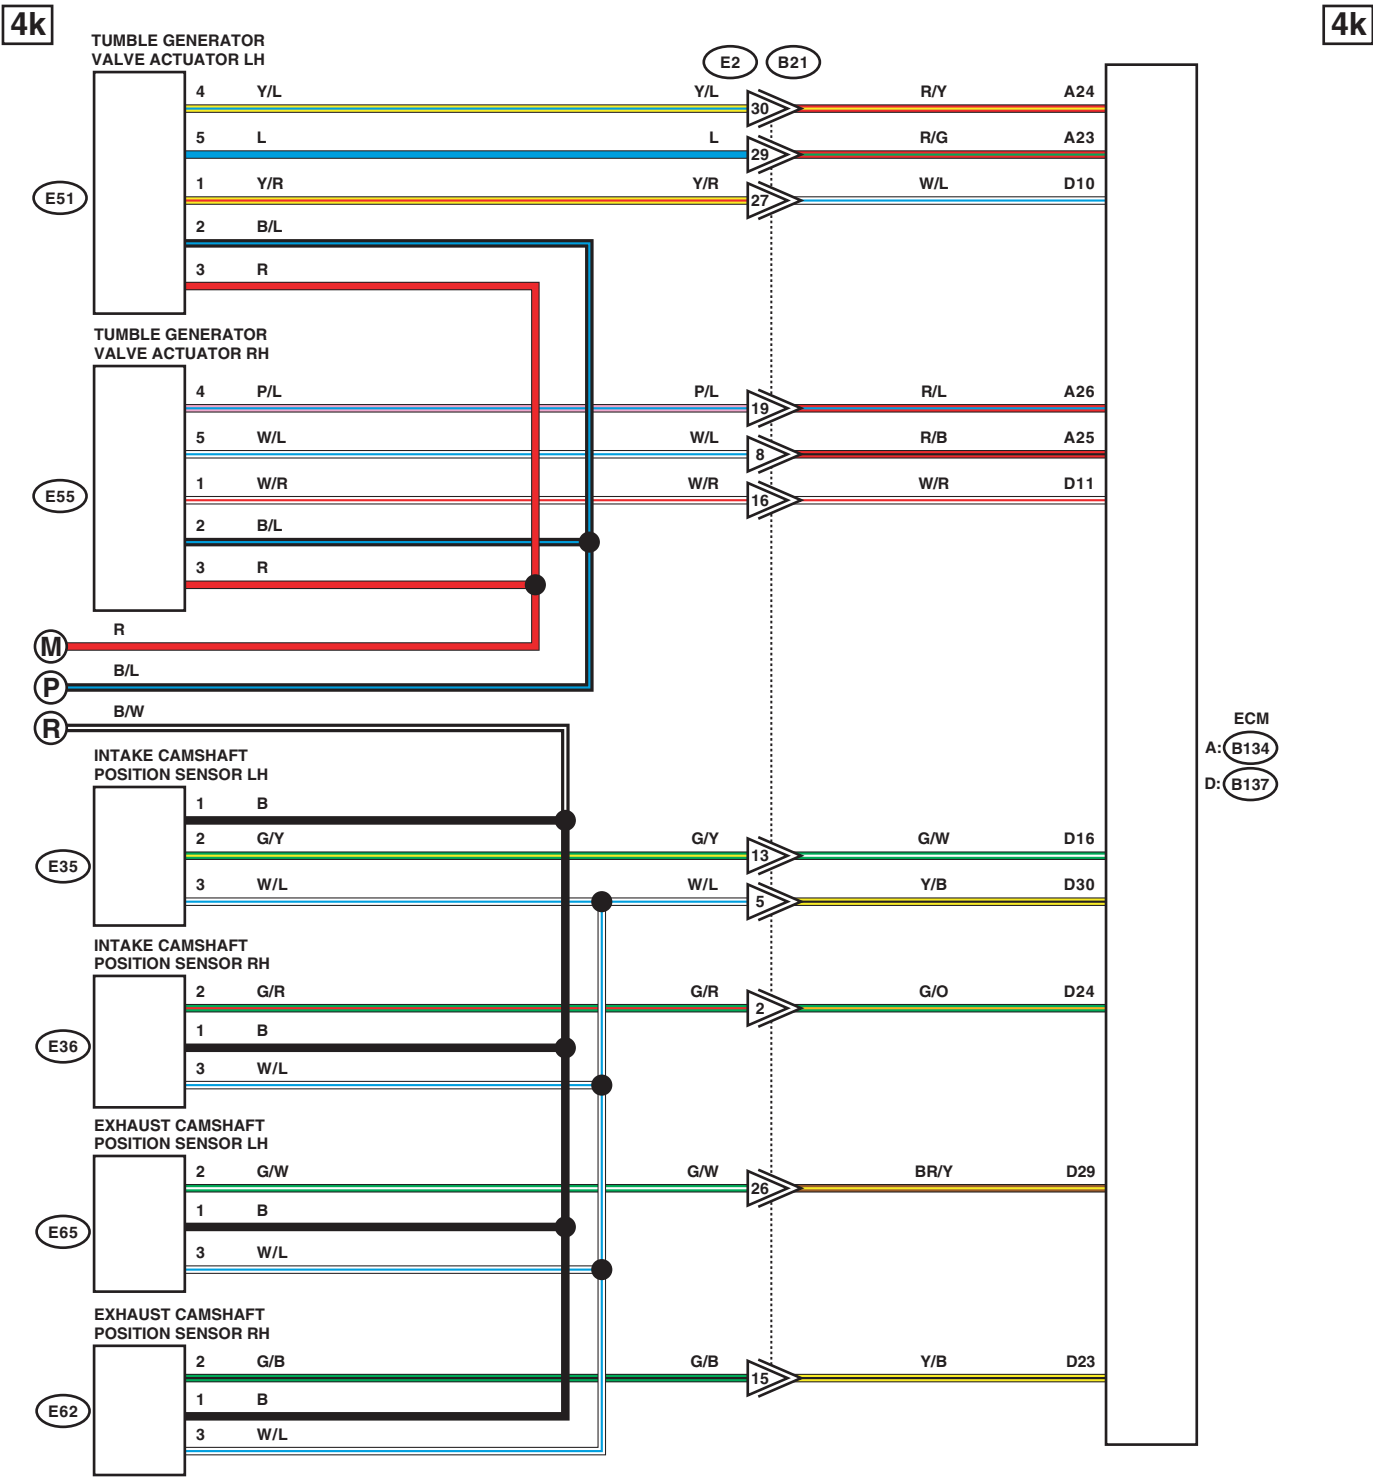 4k 4k
TUMBLE GENERATOR
VALVE ACTUATOR LH
E2 B21
4 Y/L Y/L 30 R/Y A24
5 L L 29 R/G A23
1 Y/R Y/R 27 W/L D10
E51
2 B/L
3 R
TUMBLE GENERATOR
VALVE ACTUATOR RH
4 P/L P/L 19 R/L A26
5 W/L W/L 8 R/B A25
1 W/R W/R 16 W/R D11
E55
2 B/L
3 R
M R
P B/L
R B/W
ECM
A: B134
D: B137
INTAKE CAMSHAFT
POSITION SENSOR LH
1 B
2 G/Y G/Y 13 G/W D16
E35
3 W/L W/L 5 Y/B D30
INTAKE CAMSHAFT
POSITION SENSOR RH
2 G/R G/R 2 G/O D24
1 B
E36
3 W/L
EXHAUST CAMSHAFT
POSITION SENSOR LH
2 G/W G/W 26 BR/Y D29
1 B
E65
3 W/L
EXHAUST CAMSHAFT
POSITION SENSOR RH
2 G/B G/B 15 Y/B D23
1 B
E62
3 W/L